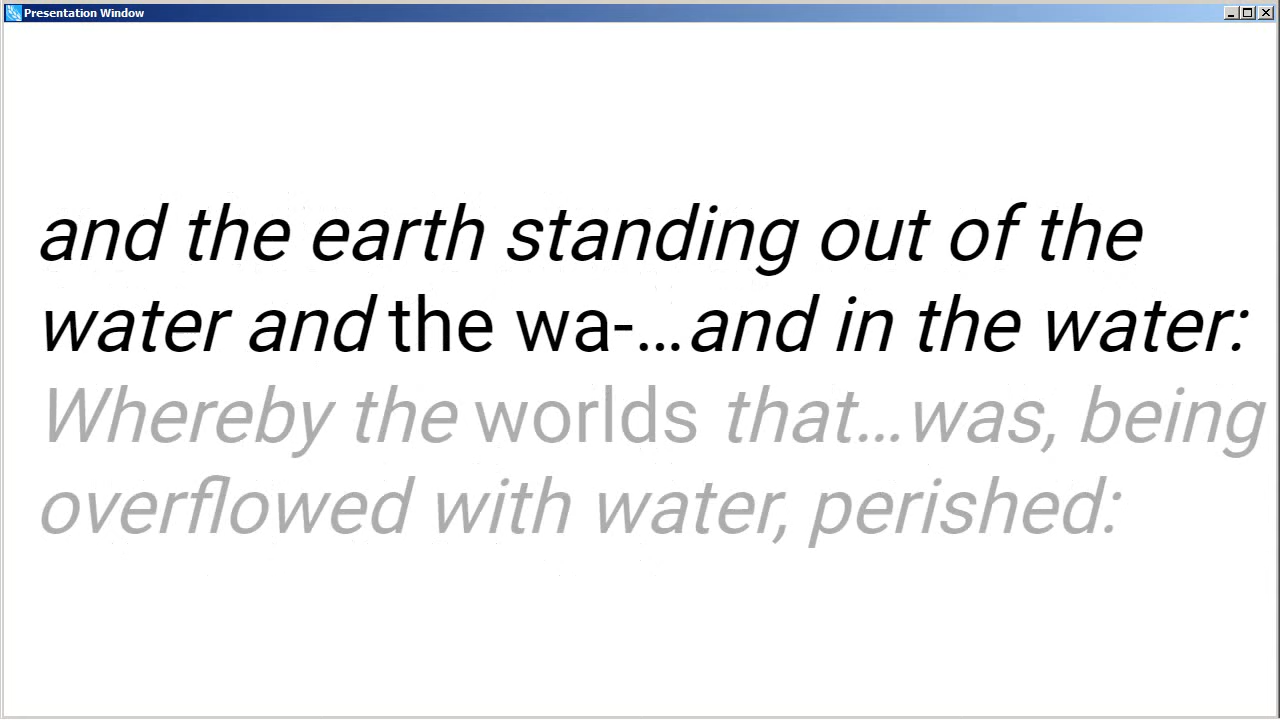 Presentation Window
and the earth standing out of the
water and the wa-…and in the water:
Whereby the worlds that…was, being
overflowed with water, perished: